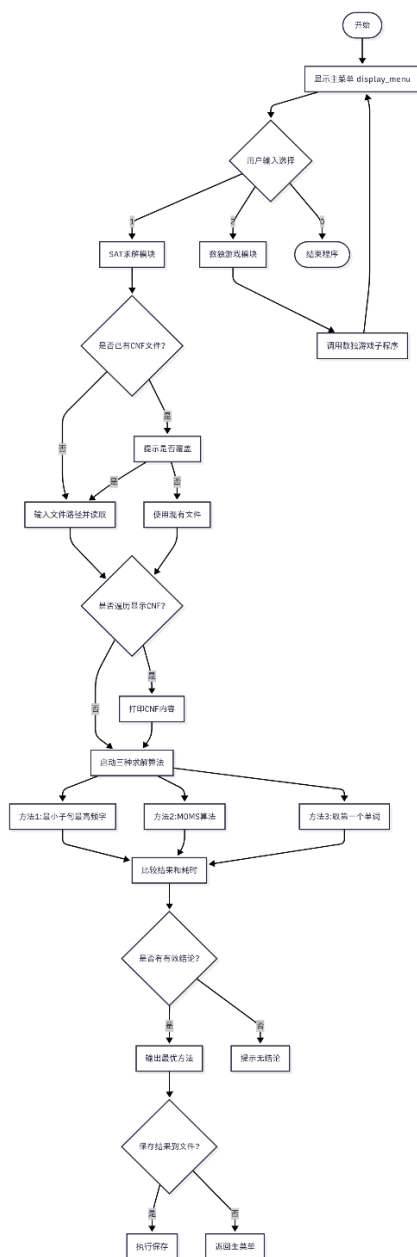 开始
显示主菜单 display_menu
用户输入选择
1
2
0
SAT求解模块
数独游戏模块
结束程序
是否已有CNF文件?
调用数独游戏子程序
是
否
提示是否覆盖
是
否
输入文件路径并读取
使用现有文件
是否遍历显示CNF?
是
否
打印CNF内容
启动三种求解算法
方法1:最小子句最高频字
方法2:MOMS算法
方法3:取第一个单词
比较结果和耗时
是否有有效结论?
是
否
输出最优方法
提示无结论
保存结果到文件?
是
否
执行保存
返回主菜单